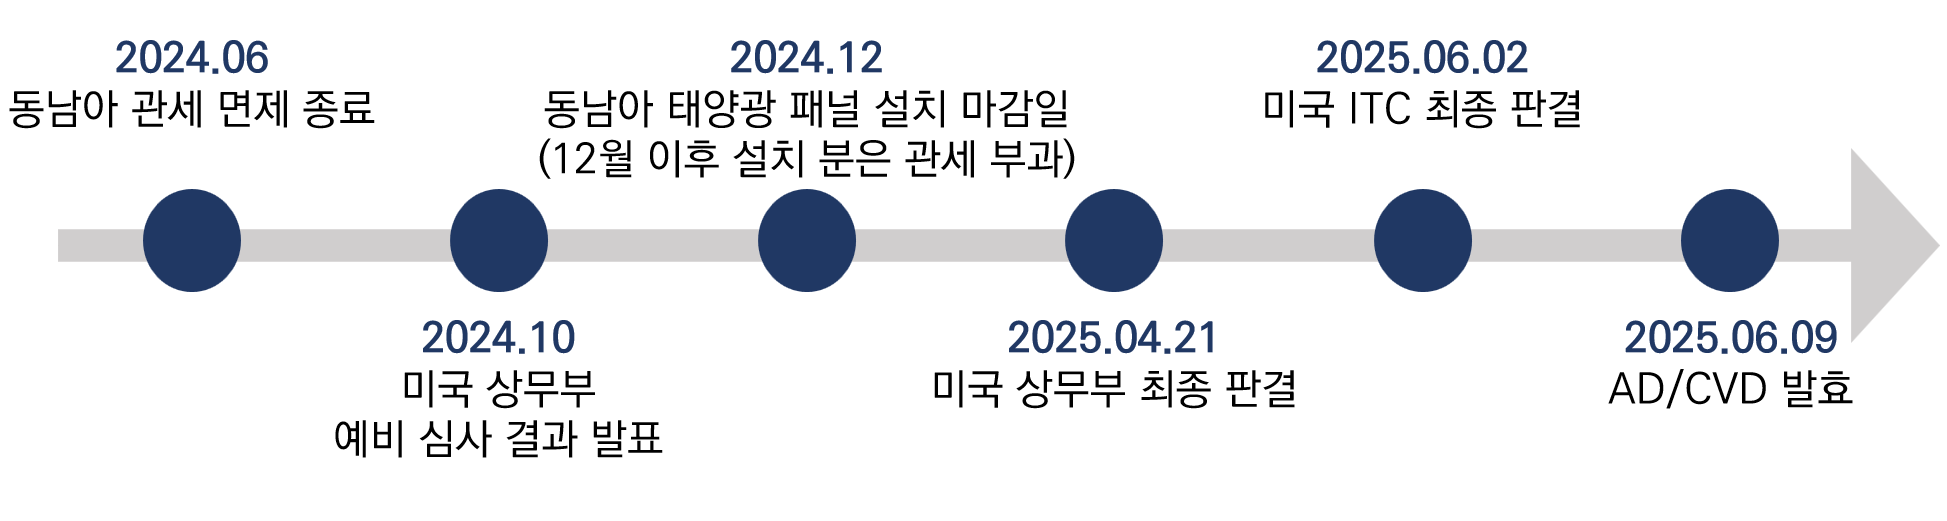 2024.06
동남아 관세 면제 종료
2024.10
미국 상무부
예비 심사 결과 발표
2024.12
동남아 태양광 패널 설치 마감일
(12월 이후 설치 분은 관세 부과)
2025.04.21
미국 상무부 최종 판결
2025.06.02
미국 ITC 최종 판결
2025.06.09
AD/CVD 발효